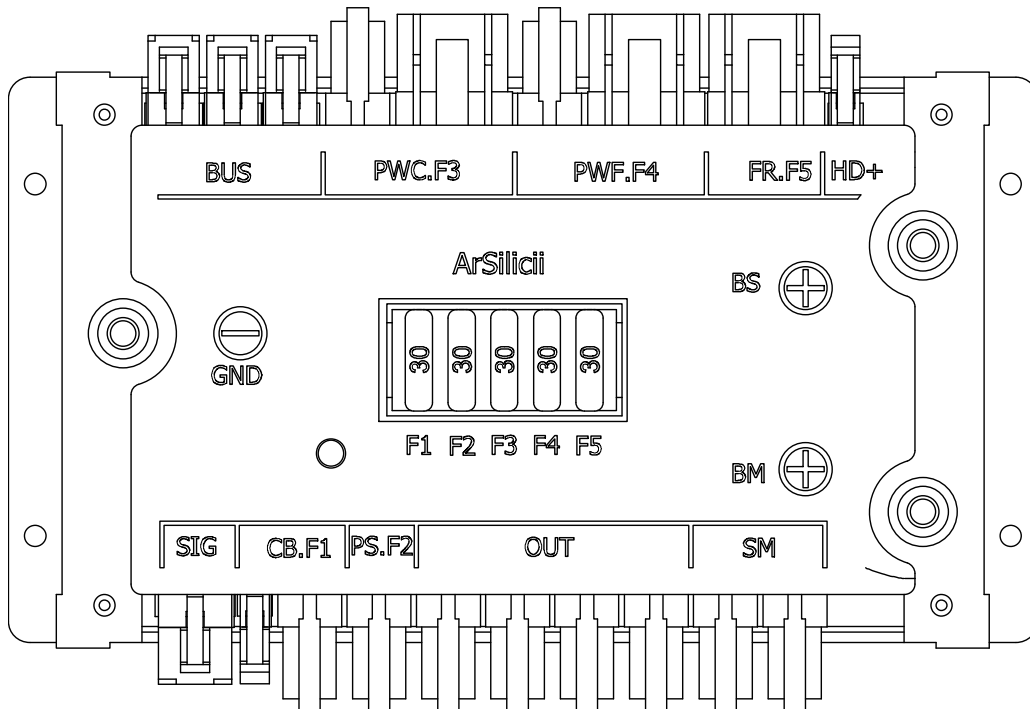 BUS PWC.F3 PWF.F4 FR.F5 HD+
ArSilicii
BS
30 30 30 30 30
GND
F1 F2 F3 F4 F5
BM
SIG CB.F1 PS.F2 OUT SM